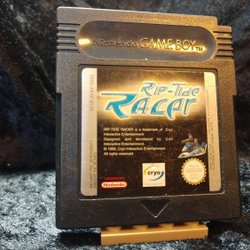 Nintendo GAME BOY™
RIP-TIDE
RACER
RIP-TIDE RACER is a trademark of Cryo
Interactive Entertainment.
Designed and developed by Cryo
Interactive Entertainment.
© 1999, Cryo Interactive Entertainment.
All rights reserved.
Nintendo
cryo